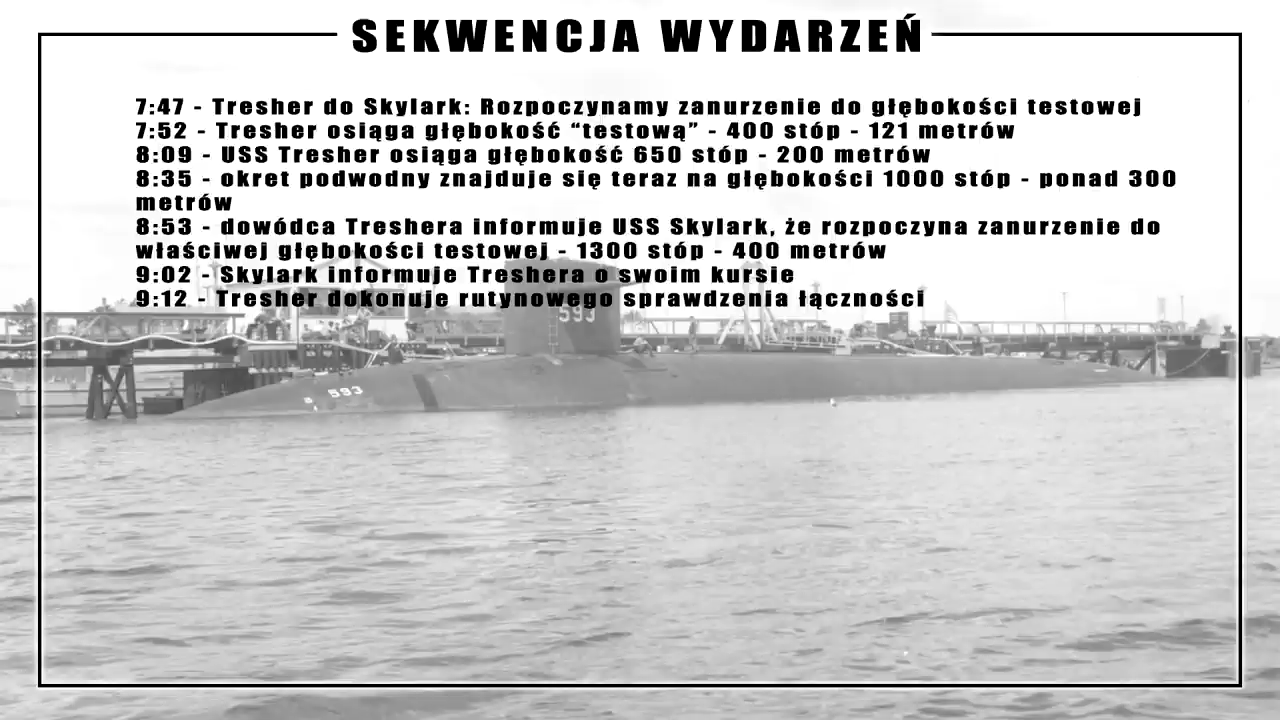 SEKWENCJA WYDARZEŃ
7:47 - Tresher do Skylark: Rozpoczynamy zanurzenie do głębokości testowej
7:52 - Tresher osiąga głębokość “testową” - 400 stóp - 121 metrów
8:09 - USS Tresher osiąga głębokość 650 stóp - 200 metrów
8:35 - okret podwodny znajduje się teraz na głębokości 1000 stóp - ponad 300
metrów
8:53 - dowódca Treshera informuje USS Skylark, że rozpoczyna zanurzenie do
właściwej głębokości testowej - 1300 stóp - 400 metrów
9:02 - Skylark informuje Treshera o swoim kursie
9:12 - Tresher dokonuje rutynowego sprawdzenia łączności
593
593